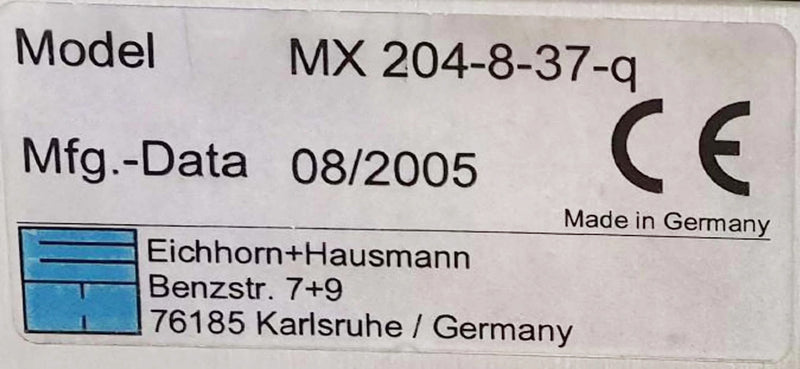 Model MX 204-8-37-q
Mfg.-Data 08/2005
CE
Made in Germany
Eichhorn+Hausmann
Benzstr. 7+9
76185 Karlsruhe / Germany